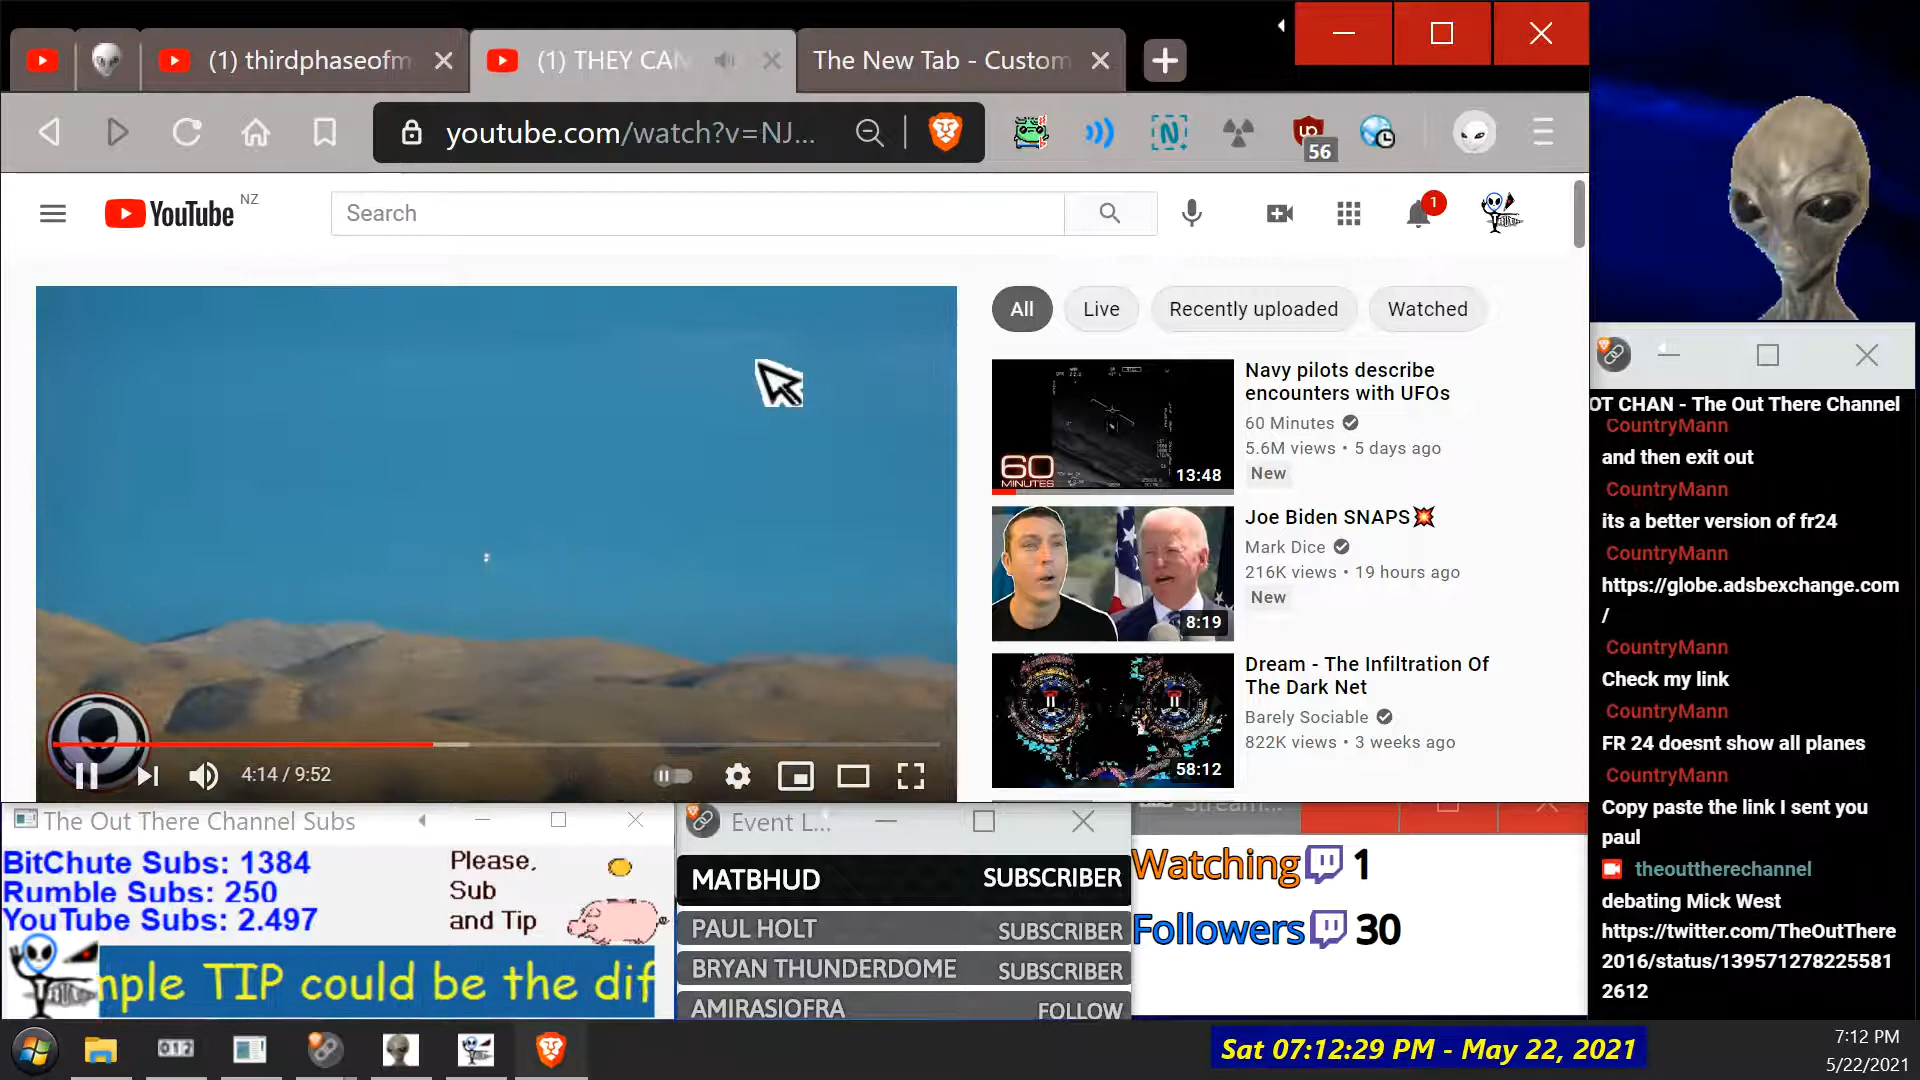 (1) thirdphaseofm
(1) THEY CAN
The New Tab - Custom
youtube.com/watch?v=NJ...
56
YouTube NZ
Search
1
All
Live
Recently uploaded
Watched
Navy pilots describe
encounters with UFOs
60 Minutes
5.6M views • 5 days ago
New
60
MINUTES
13:48
Joe Biden SNAPS💥
Mark Dice
216K views • 19 hours ago
New
8:19
Dream - The Infiltration Of
The Dark Net
Barely Sociable
822K views • 3 weeks ago
58:12
4:14 / 9:52
OT CHAN - The Out There Channel
CountryMann
and then exit out
CountryMann
its a better version of fr24
CountryMann
https://globe.adsbexchange.com
/
CountryMann
Check my link
CountryMann
FR 24 doesnt show all planes
CountryMann
Copy paste the link I sent you
paul
theouttherechannel
debating Mick West
https://twitter.com/TheOutThere
2016/status/139571278225581
2612
The Out There Channel Subs
BitChute Subs: 1384
Rumble Subs: 250
YouTube Subs: 2.497
Please,
Sub
and Tip
mple TIP could be the dif
Event L...
MATBHUD SUBSCRIBER
PAUL HOLT SUBSCRIBER
BRYAN THUNDERDOME SUBSCRIBER
AMIRASIOFRA FOLLOW
Stream...
Watching 1
Followers 30
012
Sat 07:12:29 PM - May 22, 2021
7:12 PM
5/22/2021